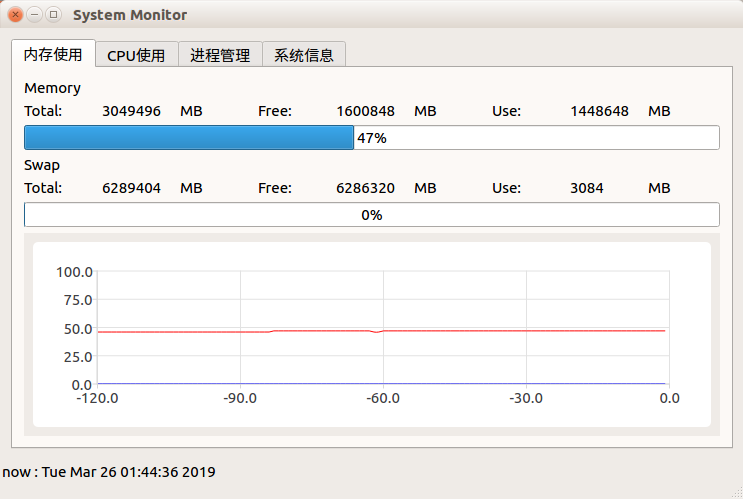 System Monitor
内存使用 CPU使用 进程管理 系统信息
Memory
Total: 3049496 MB Free: 1600848 MB Use: 1448648 MB
47%
Swap
Total: 6289404 MB Free: 6286320 MB Use: 3084 MB
0%
100.0
75.0
50.0
25.0
0.0
-120.0 -90.0 -60.0 -30.0 0.0
now : Tue Mar 26 01:44:36 2019